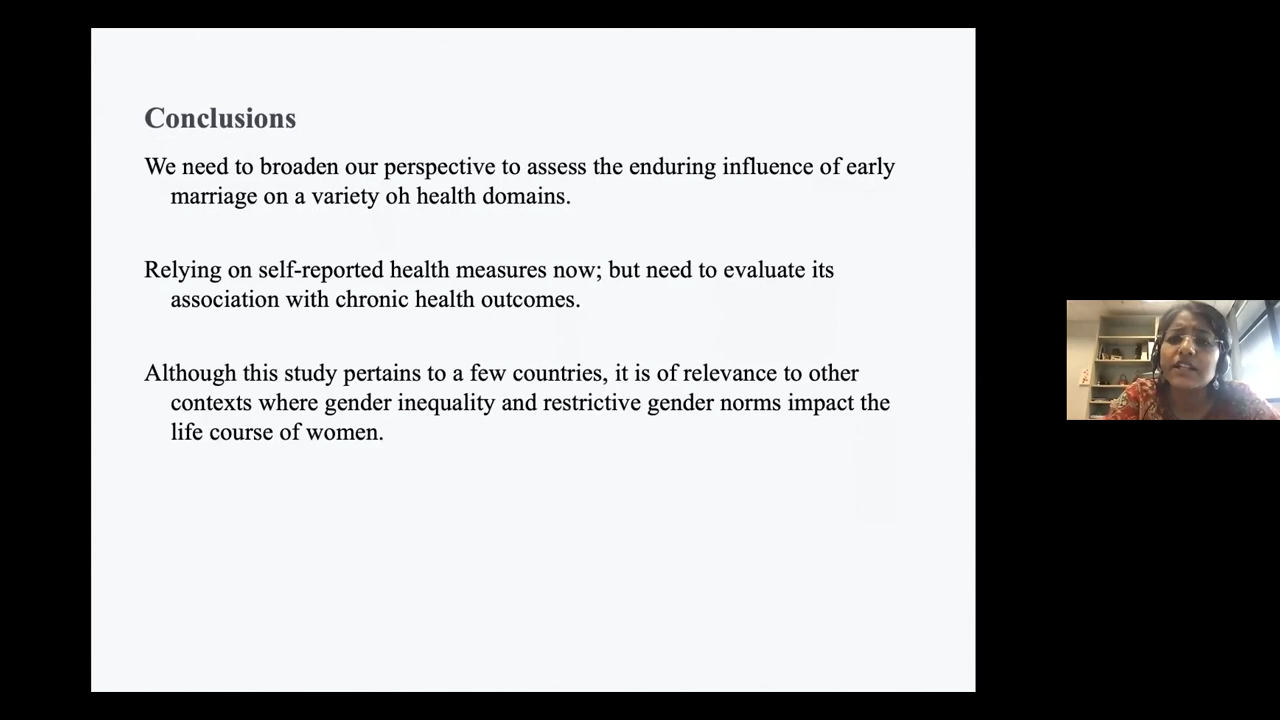 Conclusions
We need to broaden our perspective to assess the enduring influence of early
marriage on a variety oh health domains.
Relying on self-reported health measures now; but need to evaluate its
association with chronic health outcomes.
Although this study pertains to a few countries, it is of relevance to other
contexts where gender inequality and restrictive gender norms impact the
life course of women.